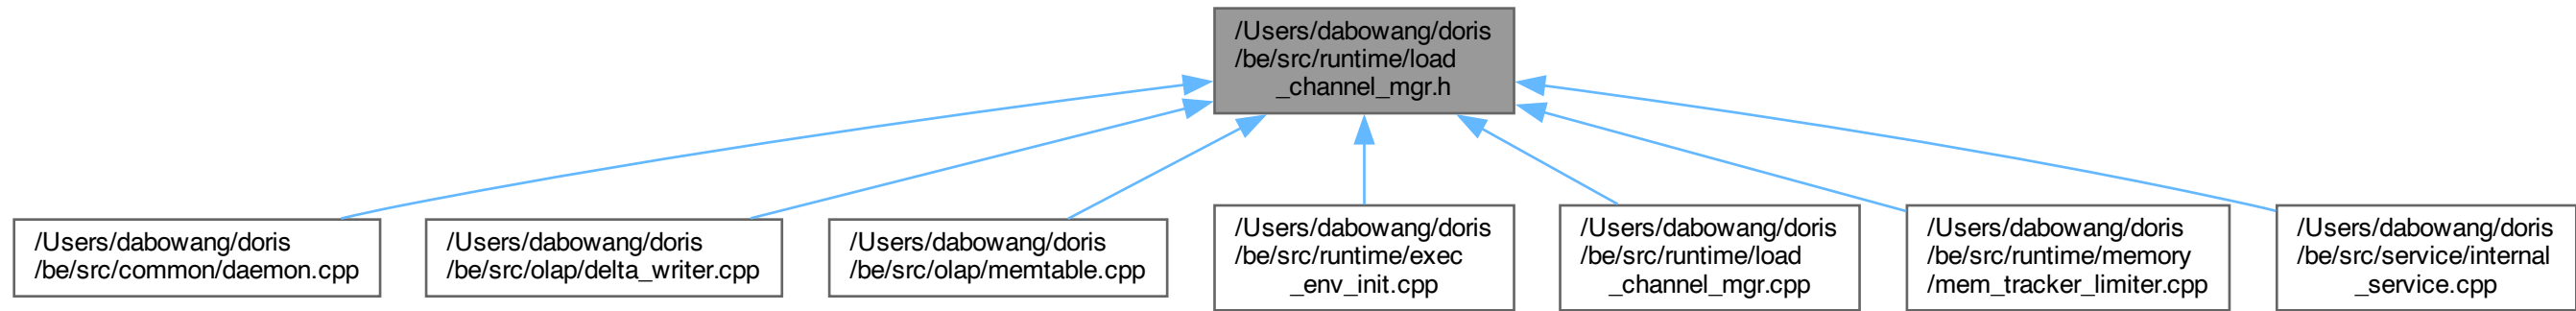 /Users/dabowang/doris
/be/src/runtime/load
_channel_mgr.h
/Users/dabowang/doris
/be/src/common/daemon.cpp
/Users/dabowang/doris
/be/src/olap/delta_writer.cpp
/Users/dabowang/doris
/be/src/olap/memtable.cpp
/Users/dabowang/doris
/be/src/runtime/exec
_env_init.cpp
/Users/dabowang/doris
/be/src/runtime/load
_channel_mgr.cpp
/Users/dabowang/doris
/be/src/runtime/memory
/mem_tracker_limiter.cpp
/Users/dabowang/doris
/be/src/service/internal
_service.cpp